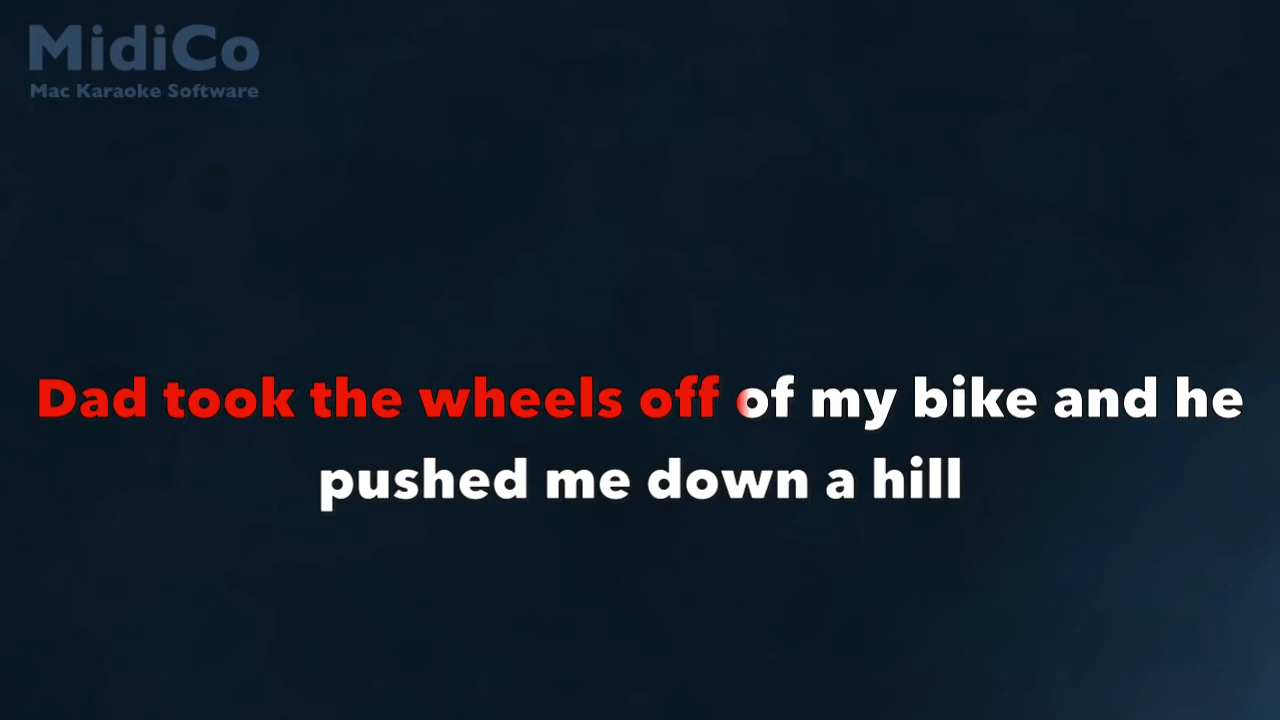 MidiCo
Mac Karaoke Software
Dad took the wheels off of my bike and he
pushed me down a hill